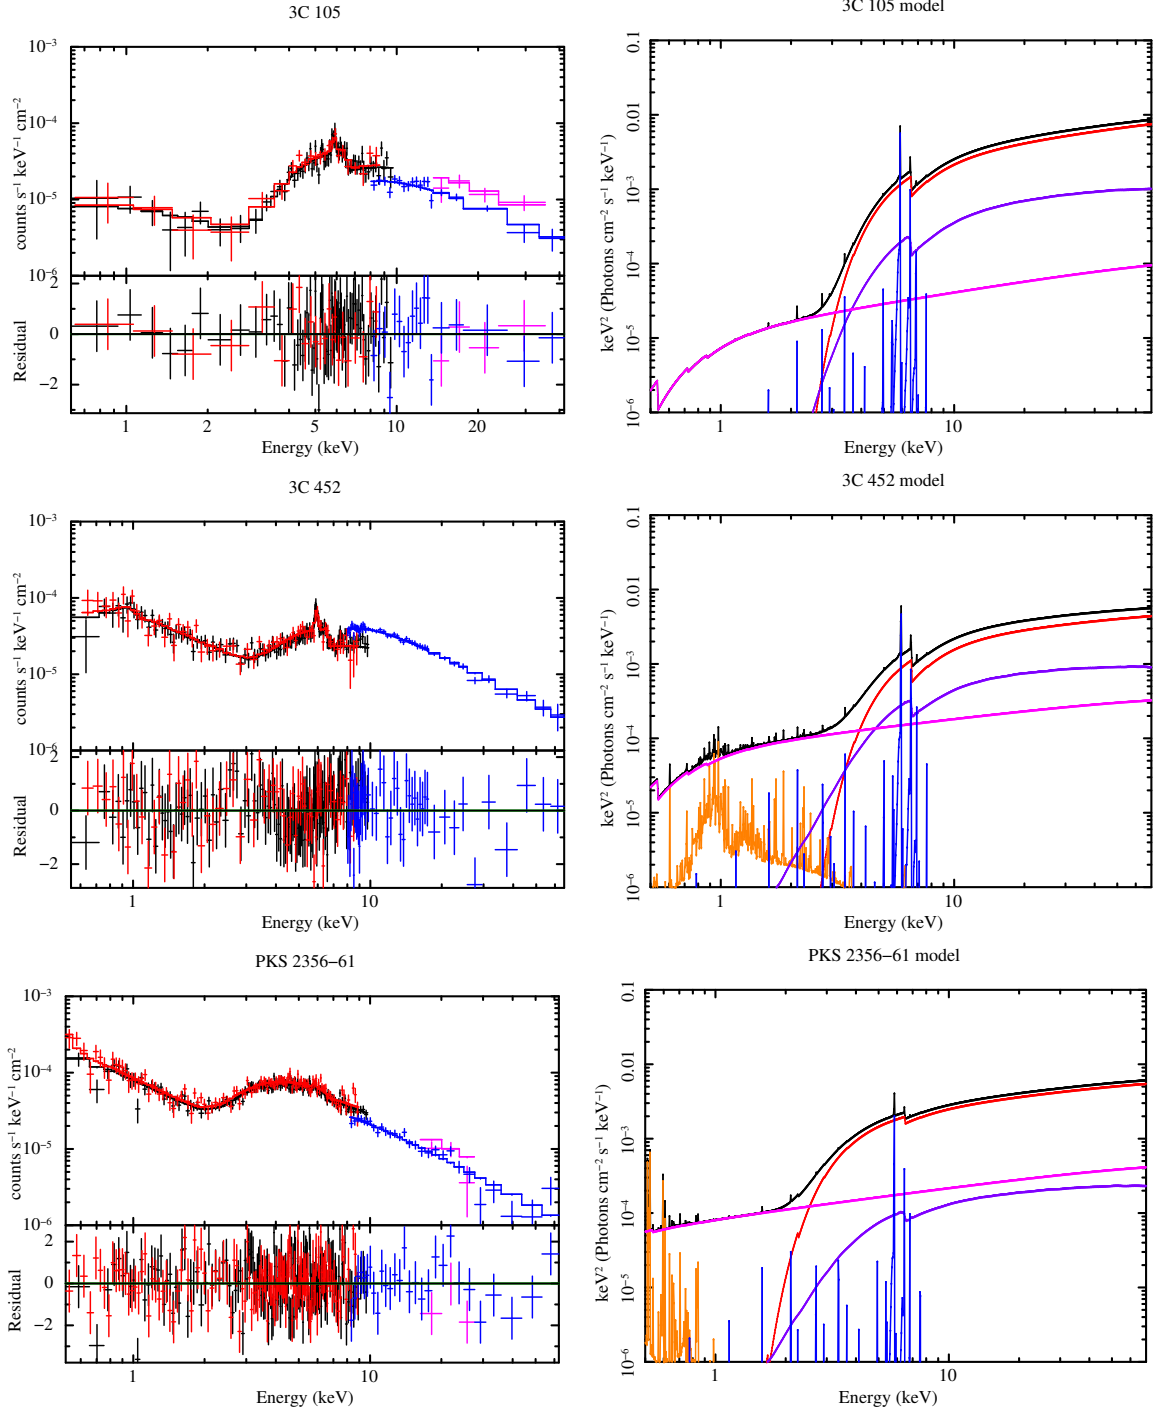 3C 105
3C 105 model
counts s⁻¹ keV⁻¹ cm⁻²
10⁻³
10⁻⁴
10⁻⁵
10⁻⁶
Residual
2
0
−2
1
2
5
10
20
Energy (keV)
keV² (Photons cm⁻² s⁻¹ keV⁻¹)
0.1
0.01
10⁻³
10⁻⁴
10⁻⁵
10⁻⁶
1
10
Energy (keV)
3C 452
3C 452 model
counts s⁻¹ keV⁻¹ cm⁻²
10⁻³
10⁻⁴
10⁻⁵
10⁻⁶
Residual
2
0
−2
1
10
Energy (keV)
keV² (Photons cm⁻² s⁻¹ keV⁻¹)
0.1
0.01
10⁻³
10⁻⁴
10⁻⁵
10⁻⁶
1
10
Energy (keV)
PKS 2356−61
PKS 2356−61 model
counts s⁻¹ keV⁻¹ cm⁻²
10⁻³
10⁻⁴
10⁻⁵
10⁻⁶
Residual
2
0
−2
1
10
Energy (keV)
keV² (Photons cm⁻² s⁻¹ keV⁻¹)
0.1
0.01
10⁻³
10⁻⁴
10⁻⁵
10⁻⁶
1
10
Energy (keV)